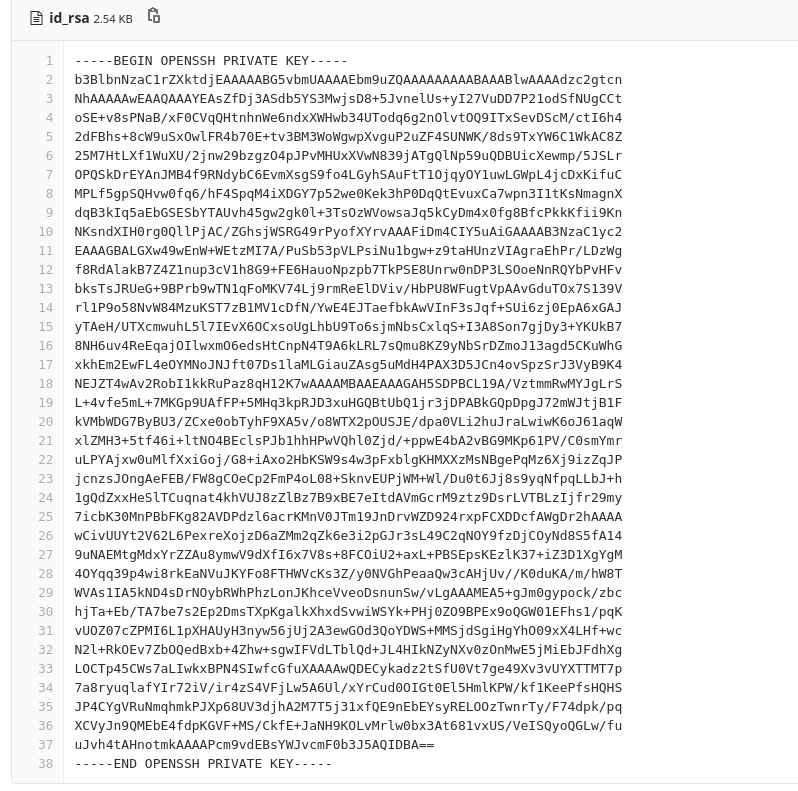 id_rsa 2.54 KB
1 -----BEGIN OPENSSH PRIVATE KEY-----
2 b3BlbnNzaC1rZXktdjEAAAAABG5vbmUAAAAEbm9uZQAAAAAAAAABAAABlwAAAAdzc2gtcn
3 NhAAAAAwEAAQAAAYEAsZfDj3ASdb5YS3MwjsD8+5JvnelUs+yI27VuDD7P21odSfNUgCCt
4 oSE+v8sPNaB/xF0CVqQHtnhnWe6ndxXWHwb34UTodq6g2nOlvtOQ9ITxSevDScM/ctI6h4
5 2dFBhs+8cW9uSxOwlFR4b70E+tv3BM3WoWgwpXvguP2uZF4SUNWK/8ds9TxYW6C1WkAC8Z
6 25M7HtLXf1WuXU/2jnw29bzgzO4pJPvMHUxXVwN839jATgQlNp59uQDBUicXewmp/5JSLr
7 OPQSkDrEYAnJMB4f9RNdybC6EvmXsgS9fo4LGyhSAuFtT1OjqyOY1uwLGWpL4jcDxKifuC
8 MPLf5gpSQHvw0fq6/hF4SpqM4iXDGY7p52we0Kek3hP0DqQtEvuxCa7wpn3I1tKsNmagnX
9 dqB3kIq5aEbGSESbYTAUvh45gw2gk0l+3TsOzWVowsaJq5kCyDm4x0fg8BfcPkkKfii9Kn
10 NKsndXIH0rg0QllPjAC/ZGhsjWSRG49rPyofXYrvAAAFiDm4CIY5uAiGAAAAB3NzaC1yc2
11 EAAAGBALGXw49wEnW+WEtzMI7A/PuSb53pVLPsiNu1bgw+z9taHUnzVIAgraEhPr/LDzWg
12 f8RdAlakB7Z4Z1nup3cV1h8G9+FE6HauoNpzpb7TkPSE8Unrw0nDP3LSOoeNnRQYbPvHFv
13 bksTsJRUeG+9BPrb9wTN1qFoMKV74Lj9rmReElDViv/HbPU8WFugtVpAAvGduTOx7S139V
14 rl1P9o58NvW84MzuKST7zB1MV1cDfN/YwE4EJTaefbkAwVInF3sJqf+SUi6zj0EpA6xGAJ
15 yTAeH/UTXcmwuhL5l7IEvX6OCxsoUgLhbU9To6sjmNbsCxlqS+I3A8Son7gjDy3+YKUkB7
16 8NH6uv4ReEqajOIlwxmO6edsHtCnpN4T9A6kLRL7sQmu8KZ9yNbSrDZmoJ13agd5CKuWhG
17 xkhEm2EwFL4eOYMNoJNJft07Ds1laMLGiauZAsg5uMdH4PAX3D5JCn4ovSpzSrJ3VyB9K4
18 NEJZT4wAv2RobI1kkRuPaz8qH12K7wAAAAMBAAEAAAGAH5SDPBCL19A/VztmmRwMYJgLrS
19 L+4vfe5mL+7MKGp9UAfFP+5MHq3kpRJD3xuHGQBtUbQ1jr3jDPABkGQpDpgJ72mWJtjB1F
20 kVMbWDG7ByBU3/ZCxe0obTyhF9XA5v/o8WTX2pOUSJE/dpa0VLi2huJraLwiwK6oJ61aqW
21 xlZMH3+5tf46i+ltNO4BEclsPJb1hhHPwVQhl0Zjd/+ppwE4bA2vBG9MKp61PV/C0smYmr
22 uLPYAjxw0uMlfXxiGoj/G8+iAxo2HbKSW9s4w3pFxblgKHMXXzMsNBgePqMz6Xj9izZqJP
23 jcnzsJOngAeFEB/FW8gCOeCp2FmP4oL08+SknvEUPjWM+Wl/Du0t6Jj8s9yqNfpqLLbJ+h
24 1gQdZxxHeSlTCuqnat4khVUJ8zZlBz7B9xBE7eItdAVmGcrM9ztz9DsrLVTBLzIjfr29my
25 7icbK30MnPBbFKg82AVDPdzl6acrKMnV0JTm19JnDrvWZD924rxpFCXDDcfAWgDr2hAAAA
26 wCivUUYt2V62L6PexreXojzD6aZMm2qZk6e3i2pGJr3sL49C2qNOY9fzDjCOyNd8S5fA14
27 9uNAEMtgMdxYrZZAu8ymwV9dXfI6x7V8s+8FCOiU2+axL+PBSEpsKEzlK37+iZ3D1XgYgM
28 4OYqq39p4wi8rkEaNVuJKYFo8FTHWVcKs3Z/y0NVGhPeaaQw3cAHjUv//K0duKA/m/hW8T
29 WVAs1IA5kND4sDrNOybRWhPhzLonJKhceVveoDsnunSw/vLgAAAMEA5+gJm0gypock/zbc
30 hjTa+Eb/TA7be7s2Ep2DmsTXpKgalkXhxdSvwiWSYk+PHj0ZO9BPEx9oQGW01EFhs1/pqK
31 vUOZ07cZPMI6L1pXHAUyH3nyw56jUj2A3ewGOd3QoYDWS+MMSjdSgiHgYhO09xX4LHf+wc
32 N2l+RkOEv7ZbOQedBxb+4Zhw+sgwIFVdLTblQd+JL4HIkNZyNXv0zOnMwE5jMiEbJFdhXg
33 LOCTp45CWs7aLIwkxBPN4SIwfcGfuXAAAAwQDECykadz2tSfU0Vt7ge49Xv3vUYXTTMT7p
34 7a8ryuqlafYIr72iV/ir4zS4VFjLw5A6Ul/xYrCud0OIGt0El5HmlKPW/kf1KeePfsHQHS
35 JP4CYgVRuNmqhmkPJXp68UV3djhA2M7T5j31xfQE9nEbEYsyRELOOzTwnrTy/F74dpk/pq
36 XCVyJn9QMEbE4fdpKGVF+MS/CkfE+JaNH9KOLvMrlw0bx3At681vxUS/VeISQyoQGLw/fu
37 uJvh4tAHnotmkAAAAPcm9vdEBsYWJvcmF0b3J5AQIDBA==
38 -----END OPENSSH PRIVATE KEY-----